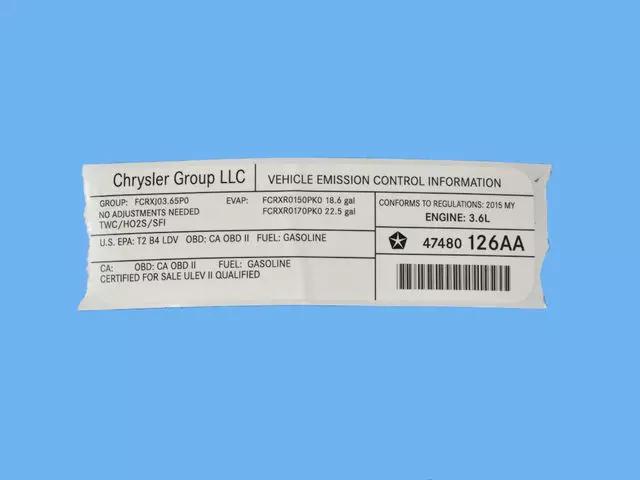 Chrysler Group LLC
VEHICLE EMISSION CONTROL INFORMATION
GROUP: FCRXJ03.65P0 EVAP: FCRXR0150PK0 18.6 gal
NO ADJUSTMENTS NEEDED FCRXR0170PK0 22.5 gal
TWC/HO2S/SFI
U.S. EPA: T2 B4 LDV OBD: CA OBD II FUEL: GASOLINE
CA: OBD: CA OBD II FUEL: GASOLINE
CERTIFIED FOR SALE ULEV II QUALIFIED
CONFORMS TO REGULATIONS: 2015 MY
ENGINE: 3.6L
47480 126AA